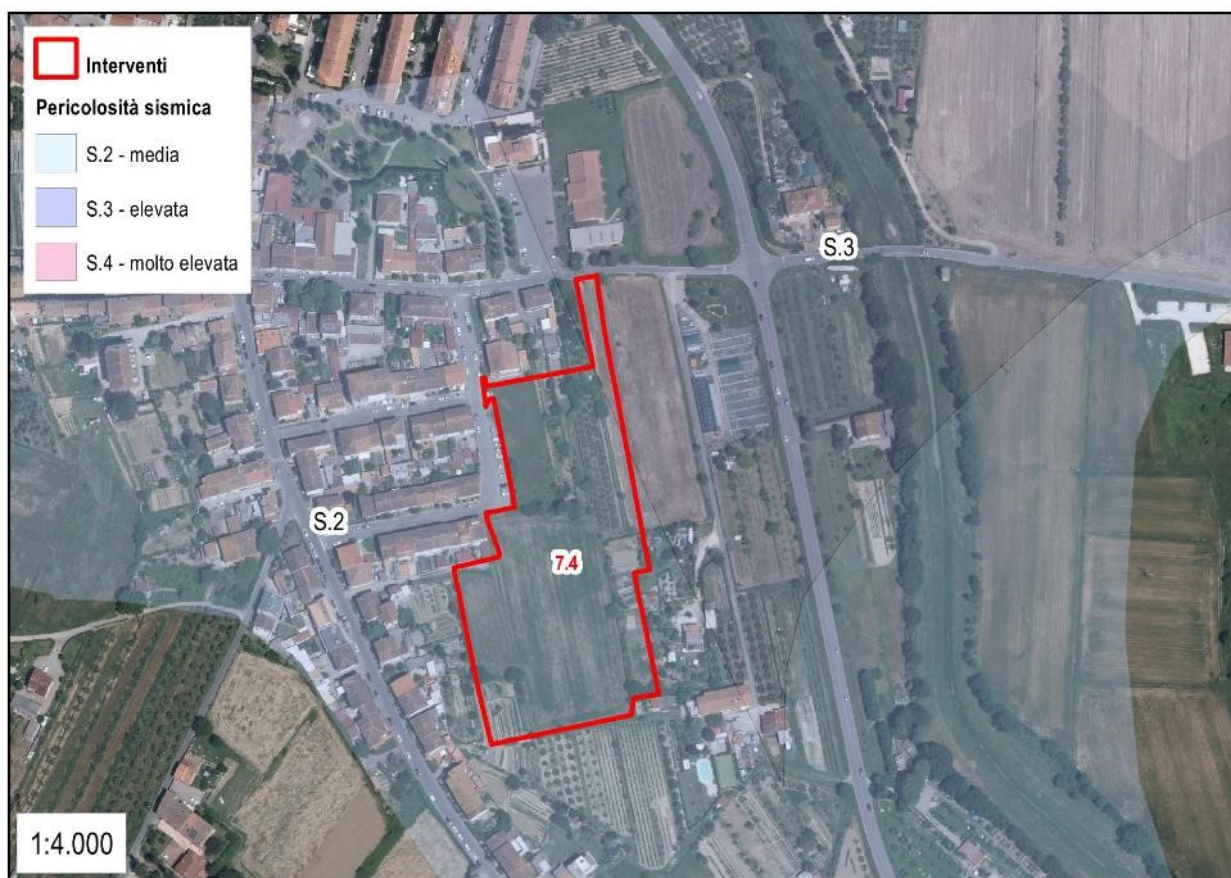 Interventi
Pericolosità sismica
S.2 - media
S.3 - elevata
S.4 - molto elevata
S.3
S.2
7.4
1:4.000